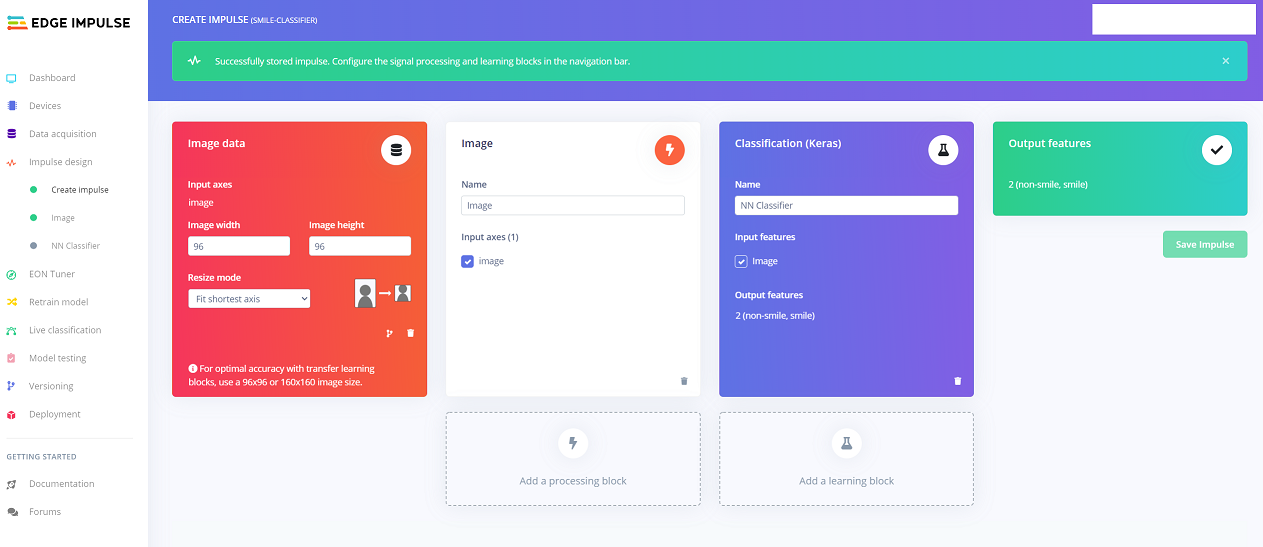 EDGE IMPULSE
Dashboard
Devices
Data acquisition
Impulse design
Create impulse
Image
NN Classifier
EON Tuner
Retrain model
Live classification
Model testing
Versioning
Deployment
GETTING STARTED
Documentation
Forums
CREATE IMPULSE (SMILE-CLASSIFIER)
Successfully stored impulse. Configure the signal processing and learning blocks in the navigation bar.
Image data
Input axes
image
Image width Image height
96 96
Resize mode
Fit shortest axis
For optimal accuracy with transfer learning
blocks, use a 96x96 or 160x160 image size.
Image
Name
Image
Input axes (1)
image
Add a processing block
Classification (Keras)
Name
NN Classifier
Input features
Image
Output features
2 (non-smile, smile)
Add a learning block
Output features
2 (non-smile, smile)
Save Impulse